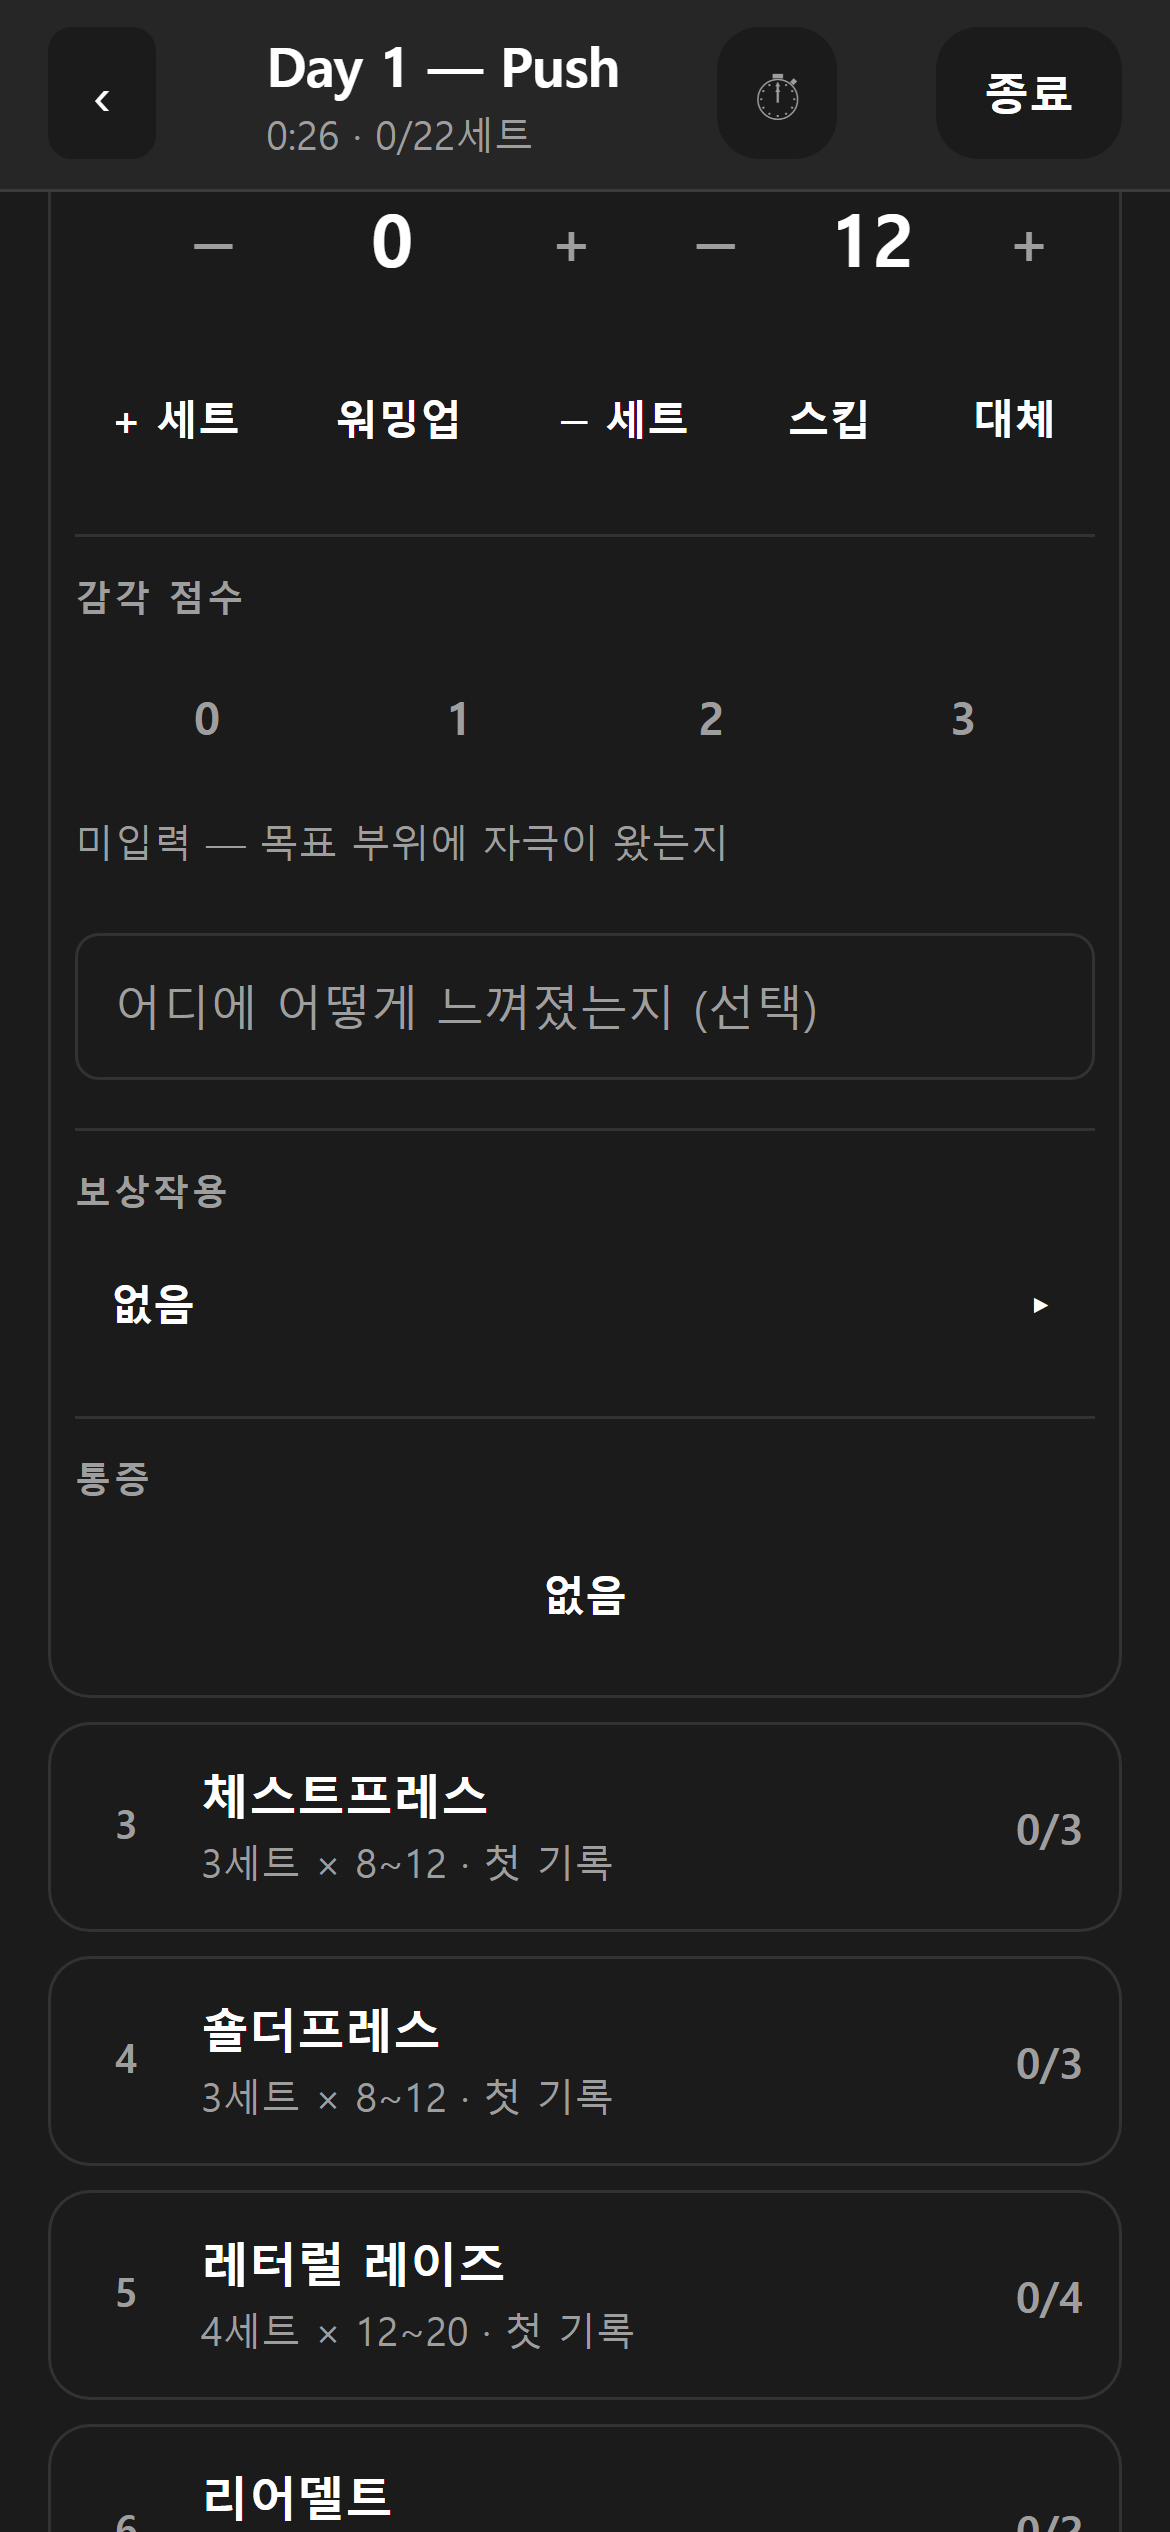 ‹
Day 1 — Push
0:26 · 0/22세트
종료
— 0 + — 12 +
+ 세트 워밍업 — 세트 스킵 대체
감각 점수
0 1 2 3
미입력 — 목표 부위에 자극이 왔는지
어디에 어떻게 느껴졌는지 (선택)
보상작용
없음 ▸
통증
없음
3
체스트프레스
3세트 × 8~12 · 첫 기록
0/3
4
숄더프레스
3세트 × 8~12 · 첫 기록
0/3
5
레터럴 레이즈
4세트 × 12~20 · 첫 기록
0/4
6
리어델트